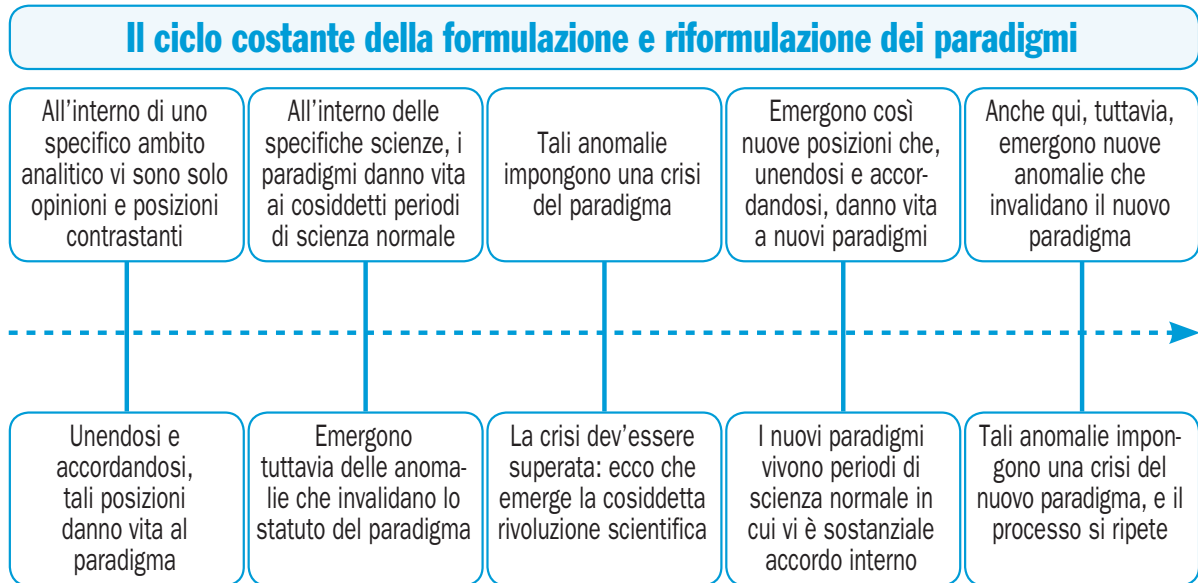 Il ciclo costante della formulazione e riformulazione dei paradigmi
All’interno di uno
specifico ambito
analitico vi sono solo
opinioni e posizioni
contrastanti
All’interno delle
specifiche scienze, i
paradigmi danno vita
ai cosiddetti periodi
di scienza normale
Tali anomalie
impongono una crisi
del paradigma
Emergono così
nuove posizioni che,
unendosi e accor-
dandosi, danno vita
a nuovi paradigmi
Anche qui, tuttavia,
emergono nuove
anomalie che
invalidano il nuovo
paradigma
Unendosi e
accordandosi,
tali posizioni
danno vita al
paradigma
Emergono
tuttavia delle anoma-
lie che invalidano lo
statuto del paradigma
La crisi dev’essere
superata: ecco che
emerge la cosiddetta
rivoluzione scientifica
I nuovi paradigmi
vivono periodi di
scienza normale in
cui vi è sostanziale
accordo interno
Tali anomalie impon-
gono una crisi del
nuovo paradigma, e il
processo si ripete